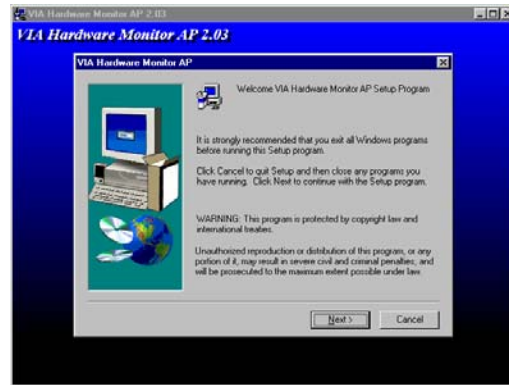 VIA Hardware Monitor AP 2.03
VIA Hardware Monitor AP 2.03
VIA Hardware Monitor AP
Welcome VIA Hardware Monitor AP Setup Program
It is strongly recommended that you exit all Windows programs
before running this Setup program.
Click Cancel to quit Setup and then close any programs you
have running. Click Next to continue with the Setup program.
WARNING: This program is protected by copyright law and
international treaties.
Unauthorized reproduction or distribution of this program, or any
portion of it, may result in severe civil and criminal penalties, and
will be prosecuted to the maximum extent possible under law.
Next >
Cancel